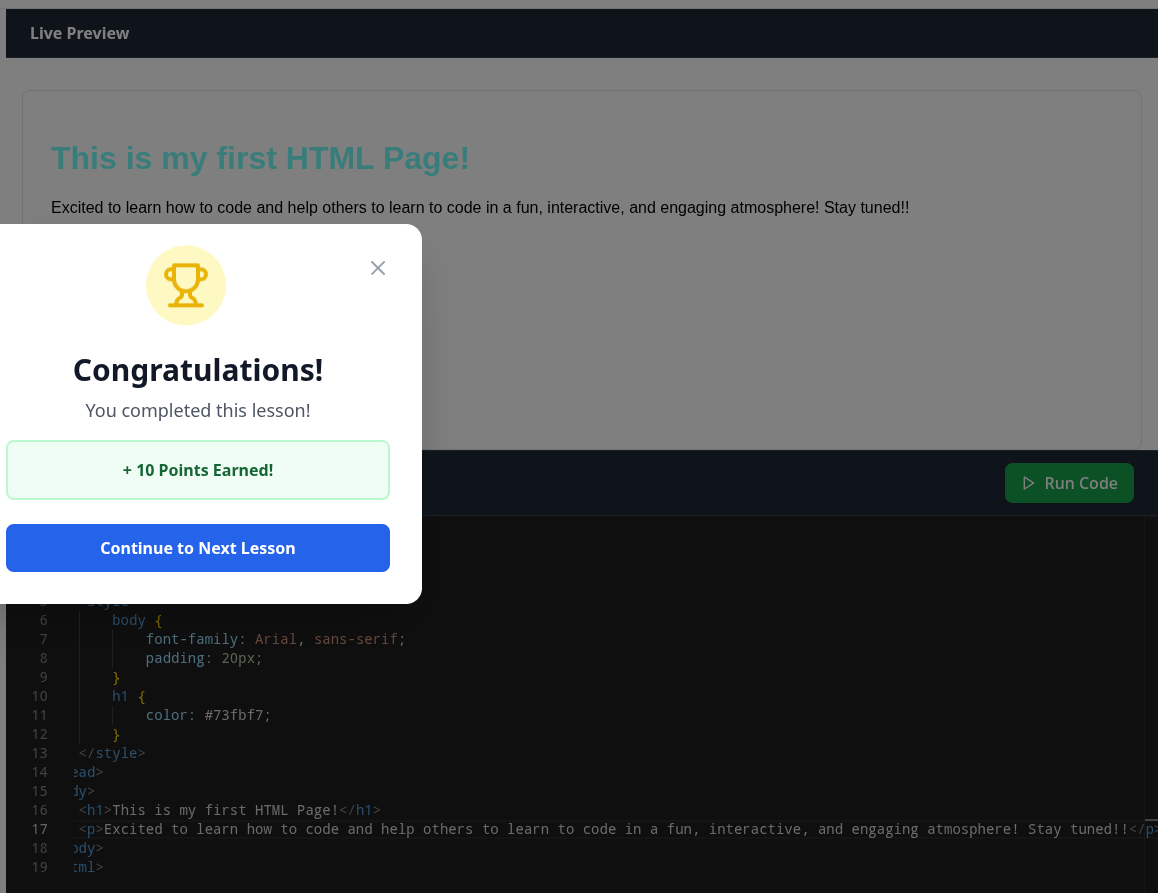 Live Preview
This is my first HTML Page!
Excited to learn how to code and help others to learn to code in a fun, interactive, and engaging atmosphere! Stay tuned!!
Congratulations!
You completed this lesson!
+ 10 Points Earned!
Continue to Next Lesson
Run Code
6 body {
7 font-family: Arial, sans-serif;
8 padding: 20px;
9 }
10 h1 {
11 color: #73fbf7;
12 }
13 </style>
14 ead>
15 dy>
16 <h1>This is my first HTML Page!</h1>
17 <p>Excited to learn how to code and help others to learn to code in a fun, interactive, and engaging atmosphere! Stay tuned!!</p>
18 ody>
19 tml>